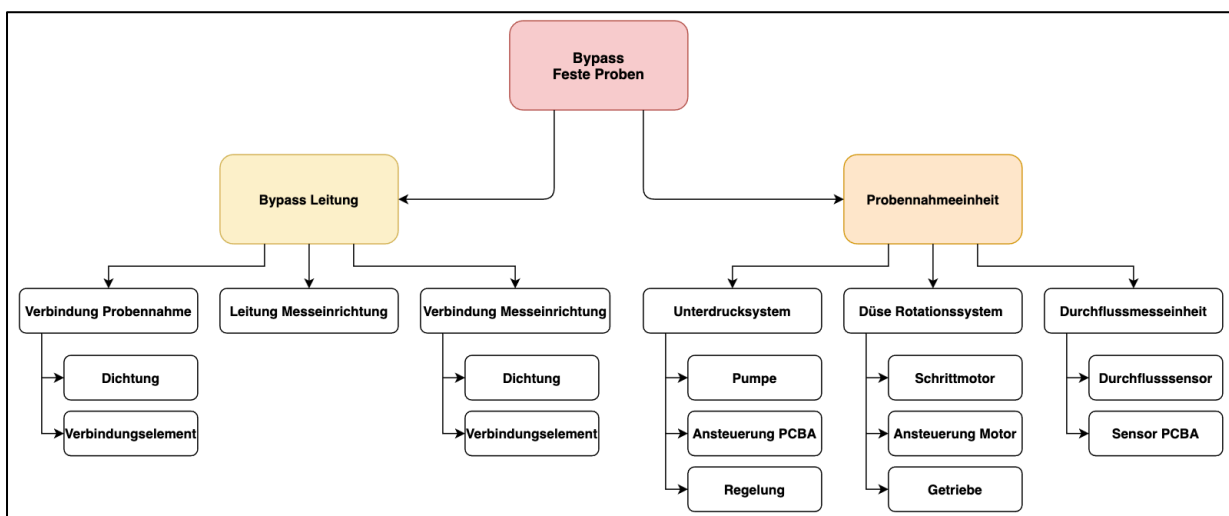 Bypass
Feste Proben
Bypass Leitung
Probennahmeeinheit
Verbindung Probennahme
Leitung Messeinrichtung
Verbindung Messeinrichtung
Unterdrucksystem
Düse Rotationssystem
Durchflussmesseinheit
Dichtung
Dichtung
Pumpe
Schrittmotor
Durchflusssensor
Verbindungselement
Verbindungselement
Ansteuerung PCBA
Ansteuerung Motor
Sensor PCBA
Regelung
Getriebe